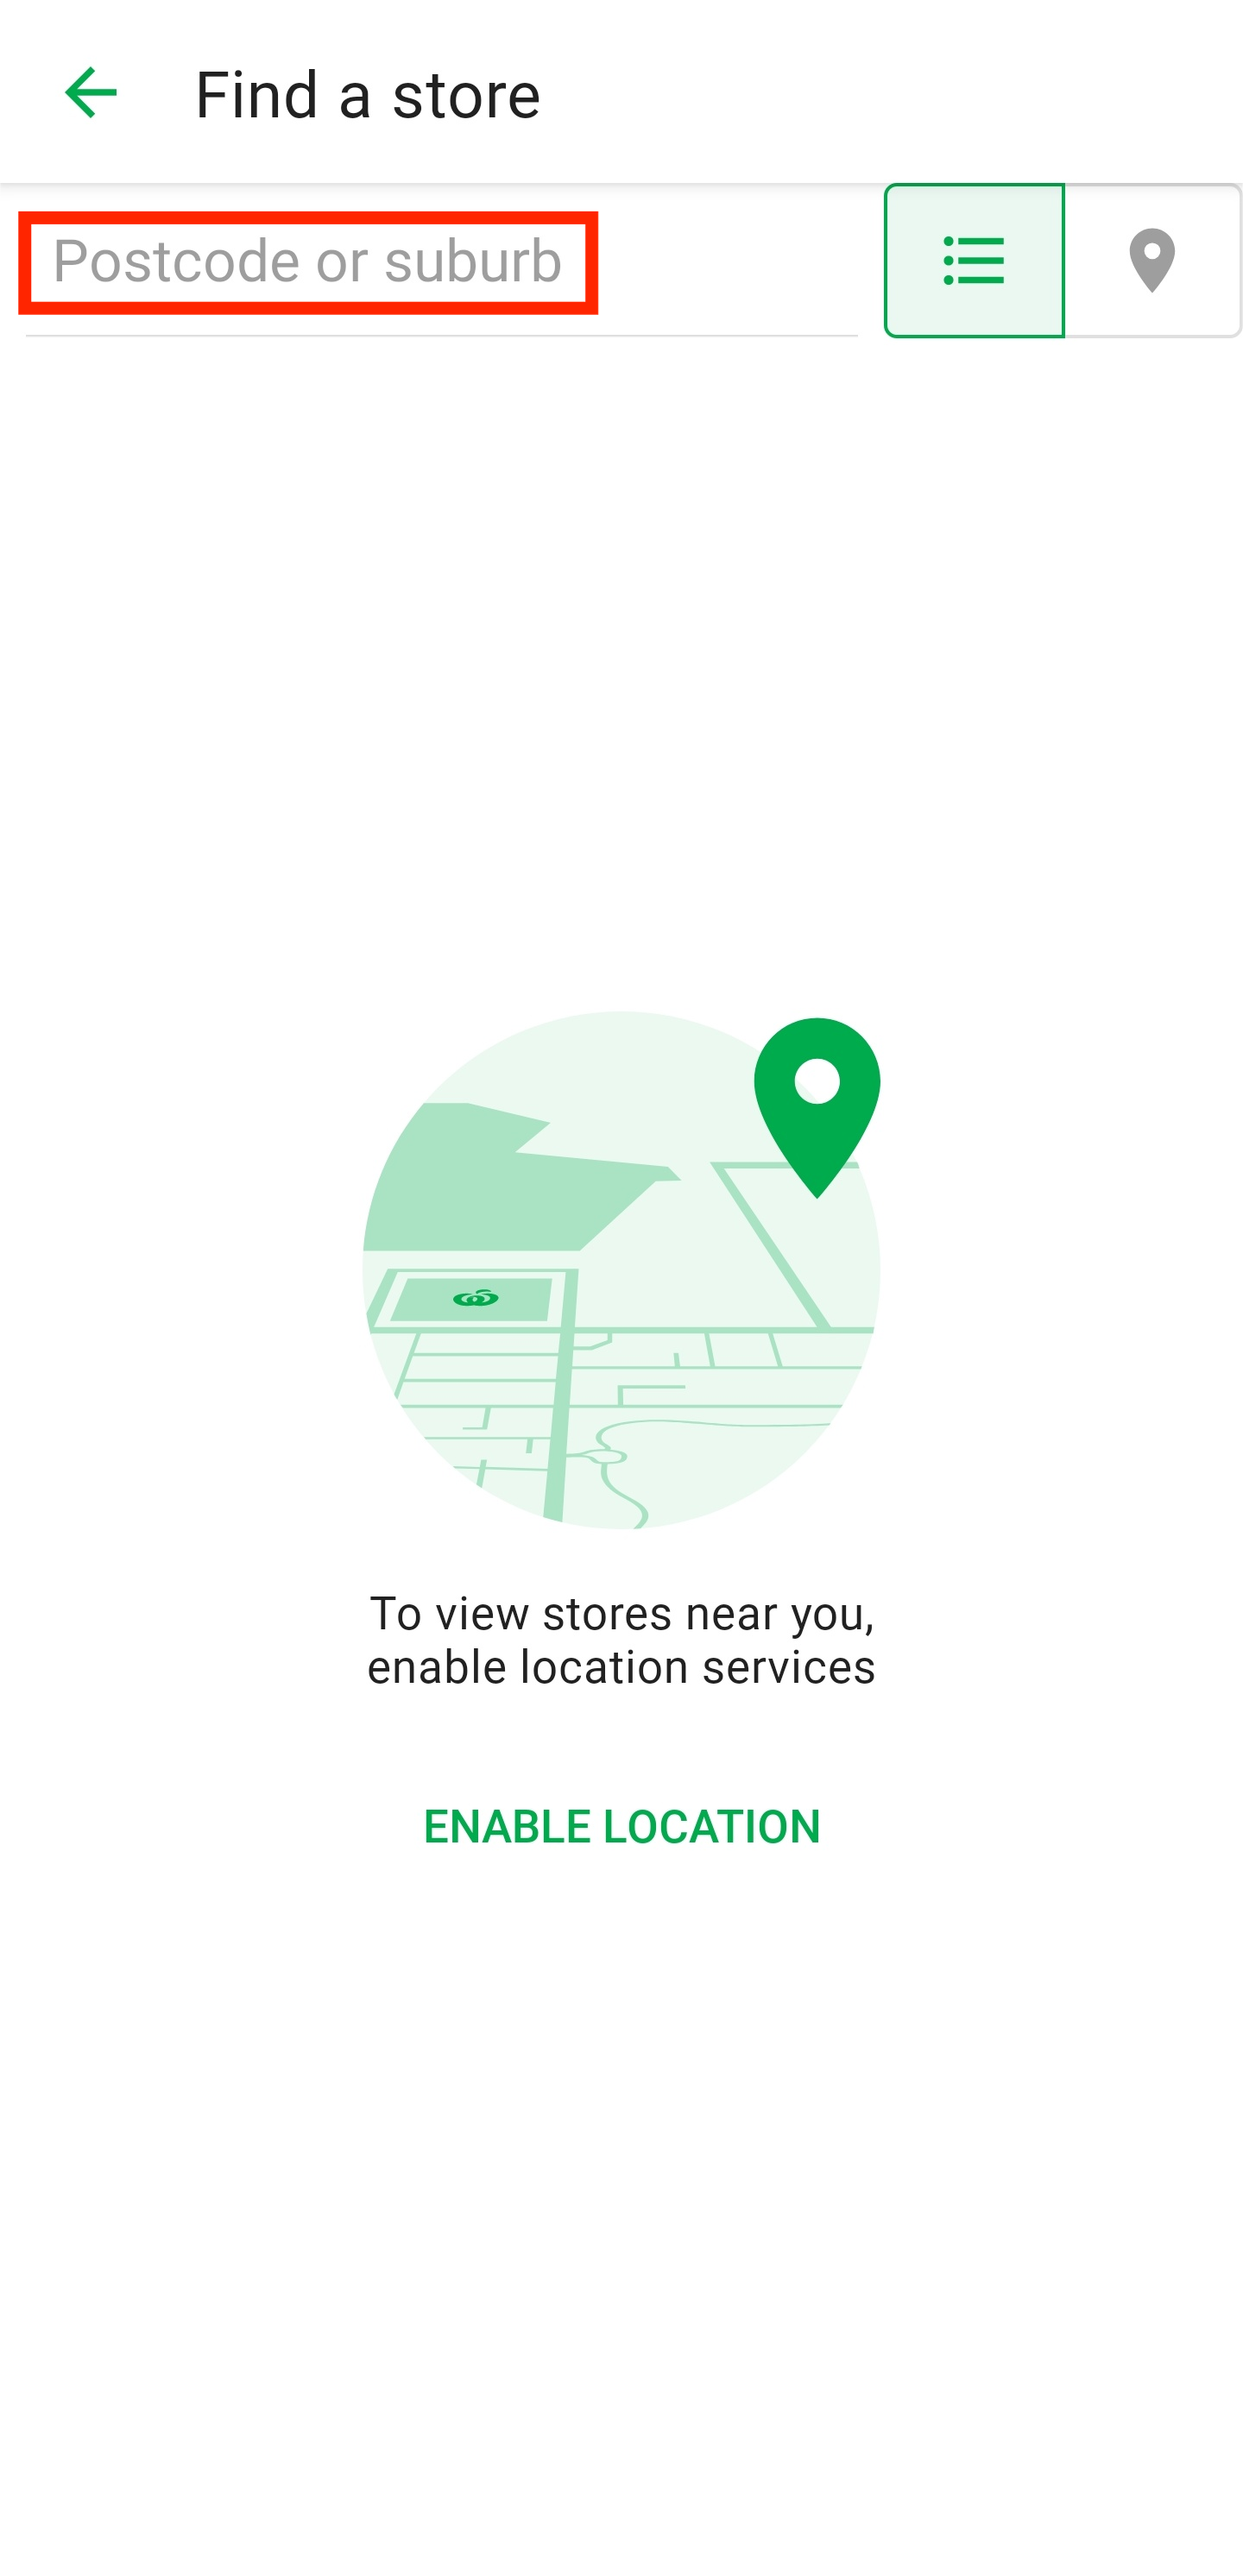 Find a store
Postcode or suburb
To view stores near you,
enable location services
ENABLE LOCATION